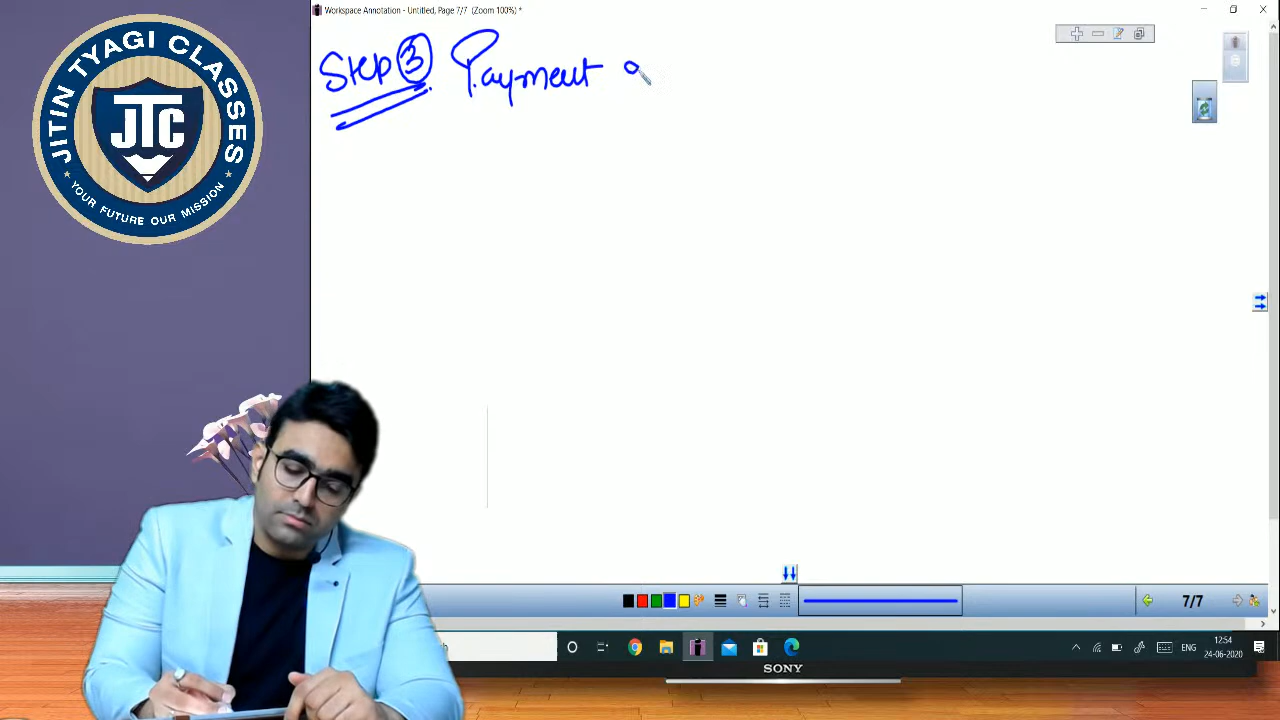 Workspace Annotation - Untitled, Page 7/7 (Zoom 100%) *
JITIN TYAGI CLASSES
JTC
★ YOUR FUTURE OUR MISSION ★
Step ③ Payment o
7/7
12:54
ENG
24-06-2020
SONY